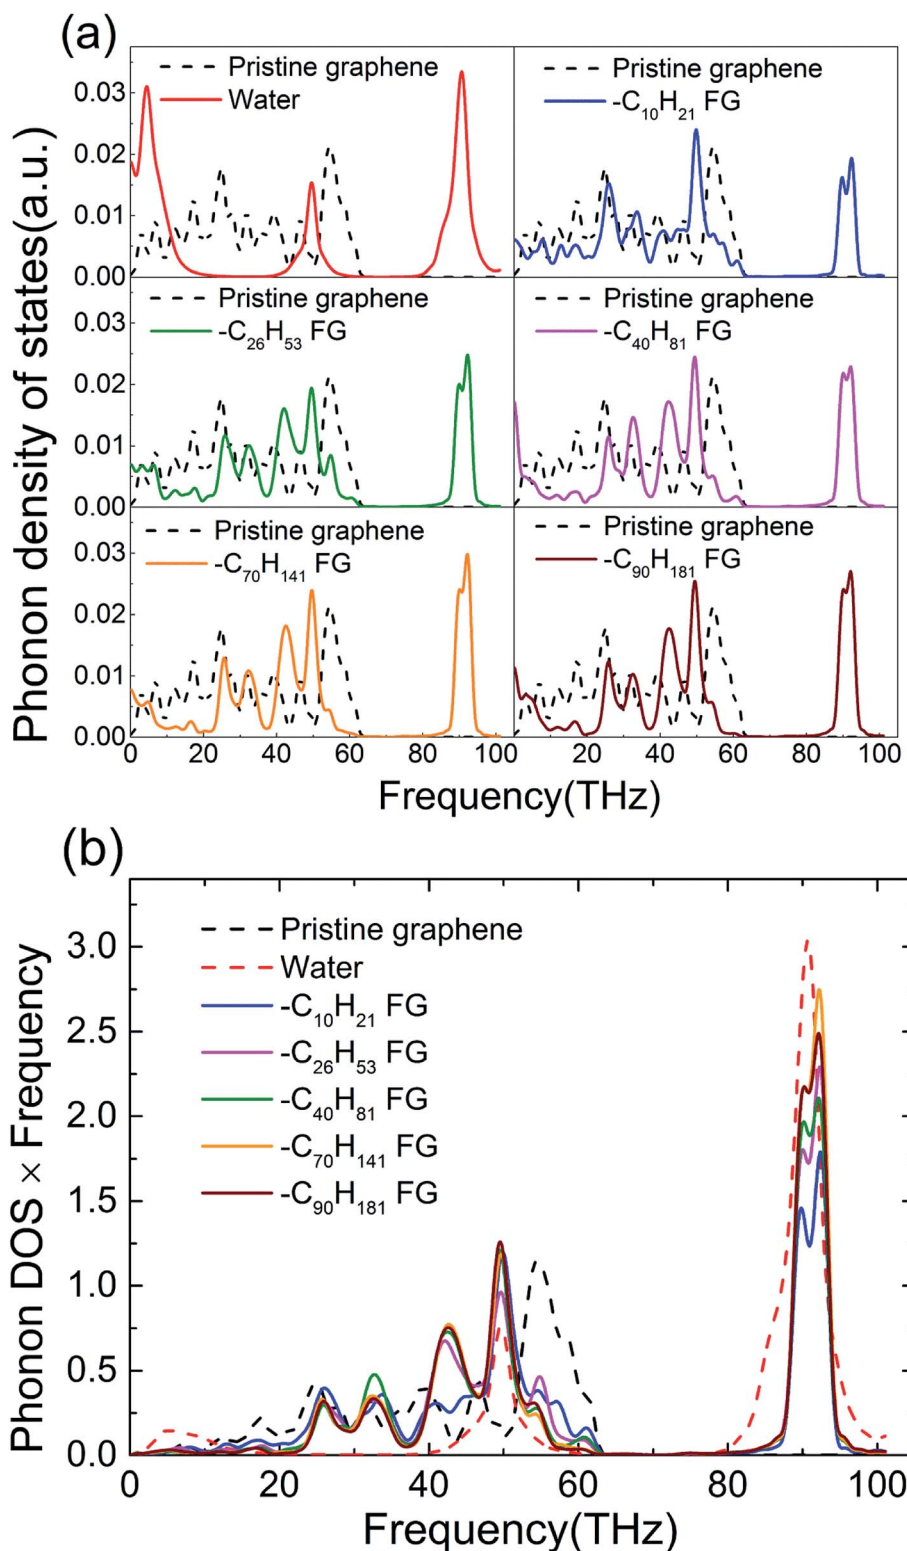 (a)
Phonon density of states(a.u.)
0.03
0.02
0.01
0.00
Pristine graphene
Water
Pristine graphene
-C₁₀H₂₁ FG
0.03
0.02
0.01
0.00
Pristine graphene
-C₂₆H₅₃ FG
Pristine graphene
-C₄₀H₈₁ FG
0.03
0.02
0.01
0.00
Pristine graphene
-C₇₀H₁₄₁ FG
Pristine graphene
-C₉₀H₁₈₁ FG
0 20 40 60 80 100 0 20 40 60 80 100
Frequency(THz)
(b)
Phonon DOS × Frequency
3.0
2.5
2.0
1.5
1.0
0.5
0.0
Pristine graphene
Water
-C₁₀H₂₁ FG
-C₂₆H₅₃ FG
-C₄₀H₈₁ FG
-C₇₀H₁₄₁ FG
-C₉₀H₁₈₁ FG
0 20 40 60 80 100
Frequency(THz)